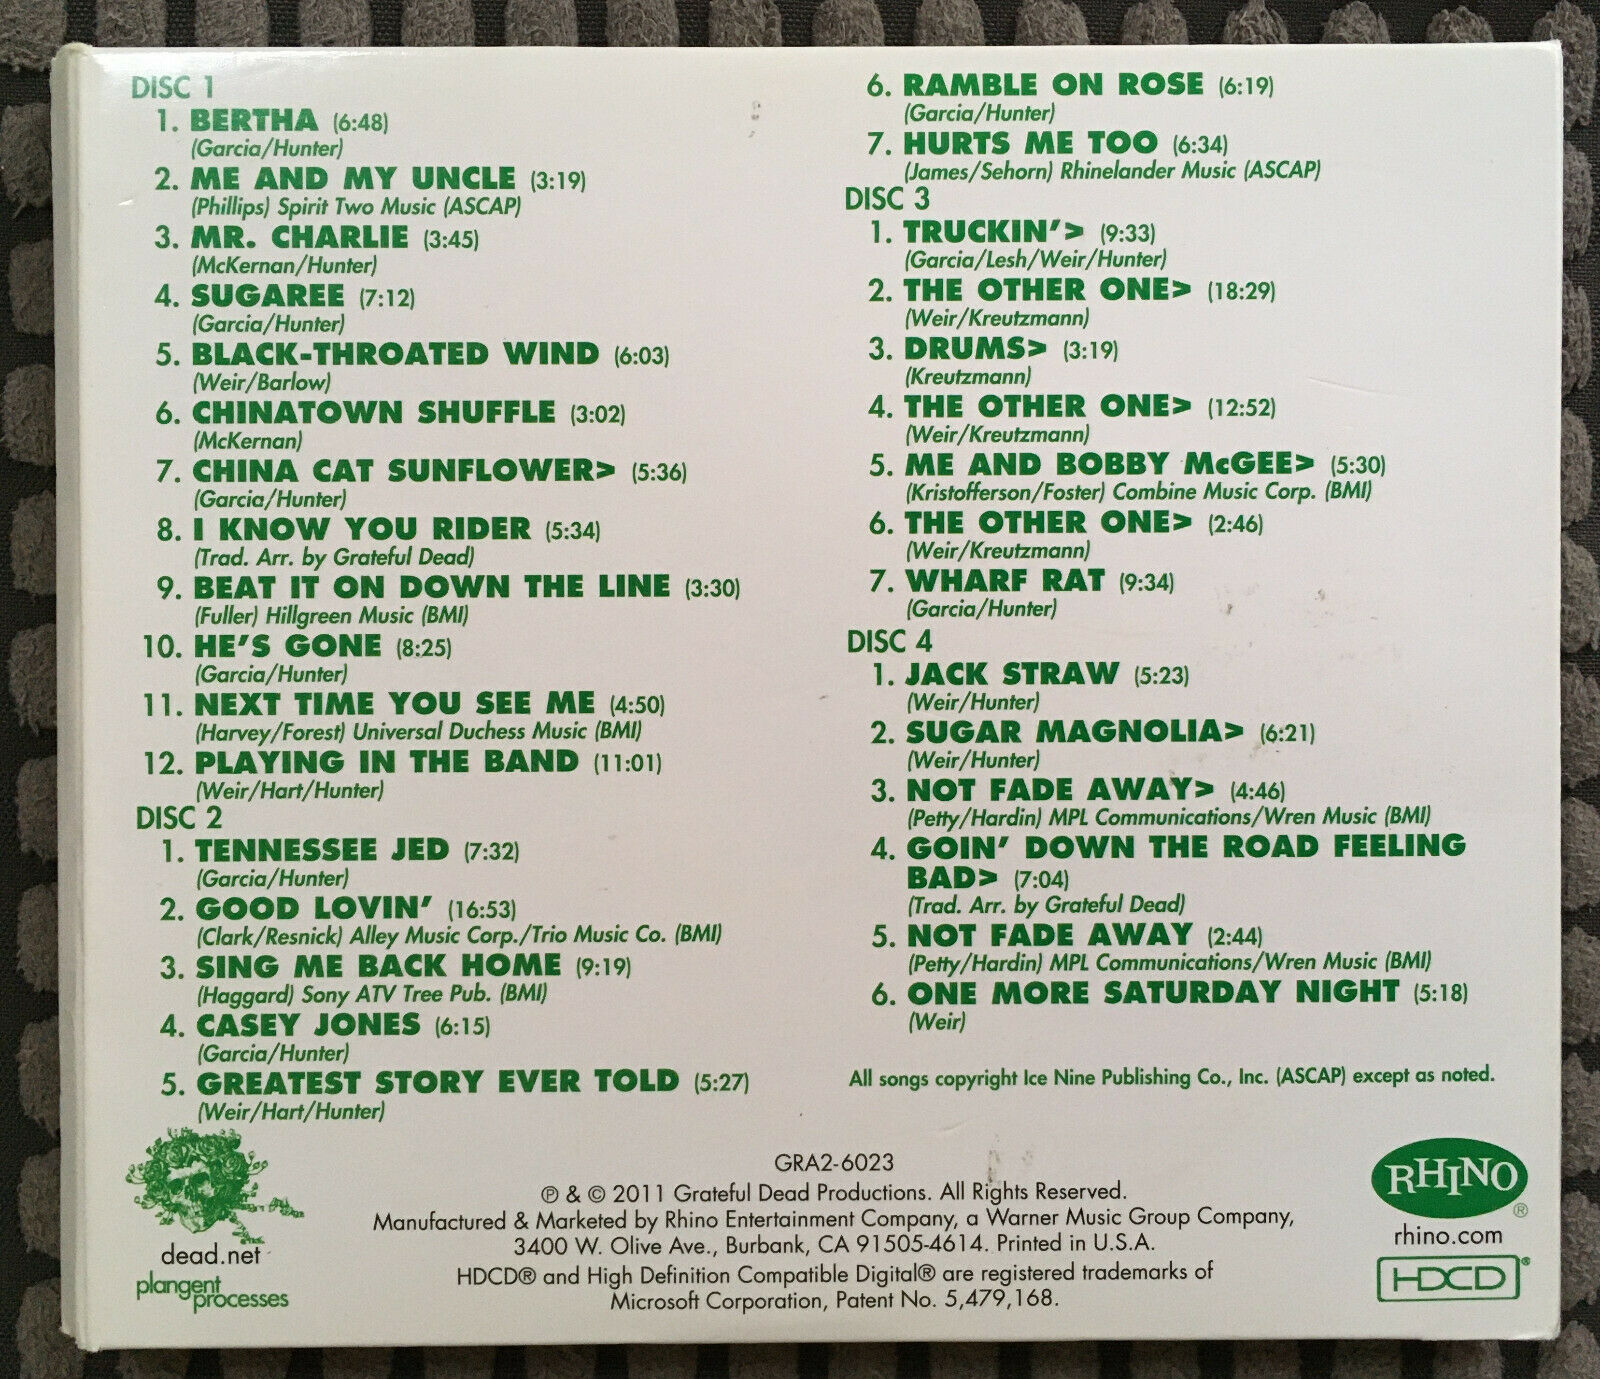 DISC 1
1. BERTHA (6:48)
(Garcia/Hunter)
2. ME AND MY UNCLE (3:19)
(Phillips) Spirit Two Music (ASCAP)
3. MR. CHARLIE (3:45)
(McKernan/Hunter)
4. SUGAREE (7:12)
(Garcia/Hunter)
5. BLACK-THROATED WIND (6:03)
(Weir/Barlow)
6. CHINATOWN SHUFFLE (3:02)
(McKernan)
7. CHINA CAT SUNFLOWER> (5:36)
(Garcia/Hunter)
8. I KNOW YOU RIDER (5:34)
(Trad. Arr. by Grateful Dead)
9. BEAT IT ON DOWN THE LINE (3:30)
(Fuller) Hillgreen Music (BMI)
10. HE'S GONE (8:25)
(Garcia/Hunter)
11. NEXT TIME YOU SEE ME (4:50)
(Harvey/Forest) Universal Duchess Music (BMI)
12. PLAYING IN THE BAND (11:01)
(Weir/Hart/Hunter)
DISC 2
1. TENNESSEE JED (7:32)
(Garcia/Hunter)
2. GOOD LOVIN' (16:53)
(Clark/Resnick) Alley Music Corp./Trio Music Co. (BMI)
3. SING ME BACK HOME (9:19)
(Haggard) Sony ATV Tree Pub. (BMI)
4. CASEY JONES (6:15)
(Garcia/Hunter)
5. GREATEST STORY EVER TOLD (5:27)
(Weir/Hart/Hunter)
6. RAMBLE ON ROSE (6:19)
(Garcia/Hunter)
7. HURTS ME TOO (6:34)
(James/Sehorn) Rhinelander Music (ASCAP)
DISC 3
1. TRUCKIN'> (9:33)
(Garcia/Lesh/Weir/Hunter)
2. THE OTHER ONE> (18:29)
(Weir/Kreutzmann)
3. DRUMS> (3:19)
(Kreutzmann)
4. THE OTHER ONE> (12:52)
(Weir/Kreutzmann)
5. ME AND BOBBY McGEE> (5:30)
(Kristofferson/Foster) Combine Music Corp. (BMI)
6. THE OTHER ONE> (2:46)
(Weir/Kreutzmann)
7. WHARF RAT (9:34)
(Garcia/Hunter)
DISC 4
1. JACK STRAW (5:23)
(Weir/Hunter)
2. SUGAR MAGNOLIA> (6:21)
(Weir/Hunter)
3. NOT FADE AWAY> (4:46)
(Petty/Hardin) MPL Communications/Wren Music (BMI)
4. GOIN' DOWN THE ROAD FEELING
BAD> (7:04)
(Trad. Arr. by Grateful Dead)
5. NOT FADE AWAY (2:44)
(Petty/Hardin) MPL Communications/Wren Music (BMI)
6. ONE MORE SATURDAY NIGHT (5:18)
(Weir)
All songs copyright Ice Nine Publishing Co., Inc. (ASCAP) except as noted.
dead.net
plangent
processes
GRA2-6023
℗ & © 2011 Grateful Dead Productions. All Rights Reserved.
Manufactured & Marketed by Rhino Entertainment Company, a Warner Music Group Company,
3400 W. Olive Ave., Burbank, CA 91505-4614. Printed in U.S.A.
HDCD® and High Definition Compatible Digital® are registered trademarks of
Microsoft Corporation, Patent No. 5,479,168.
RHINO®
rhino.com
HDCD®